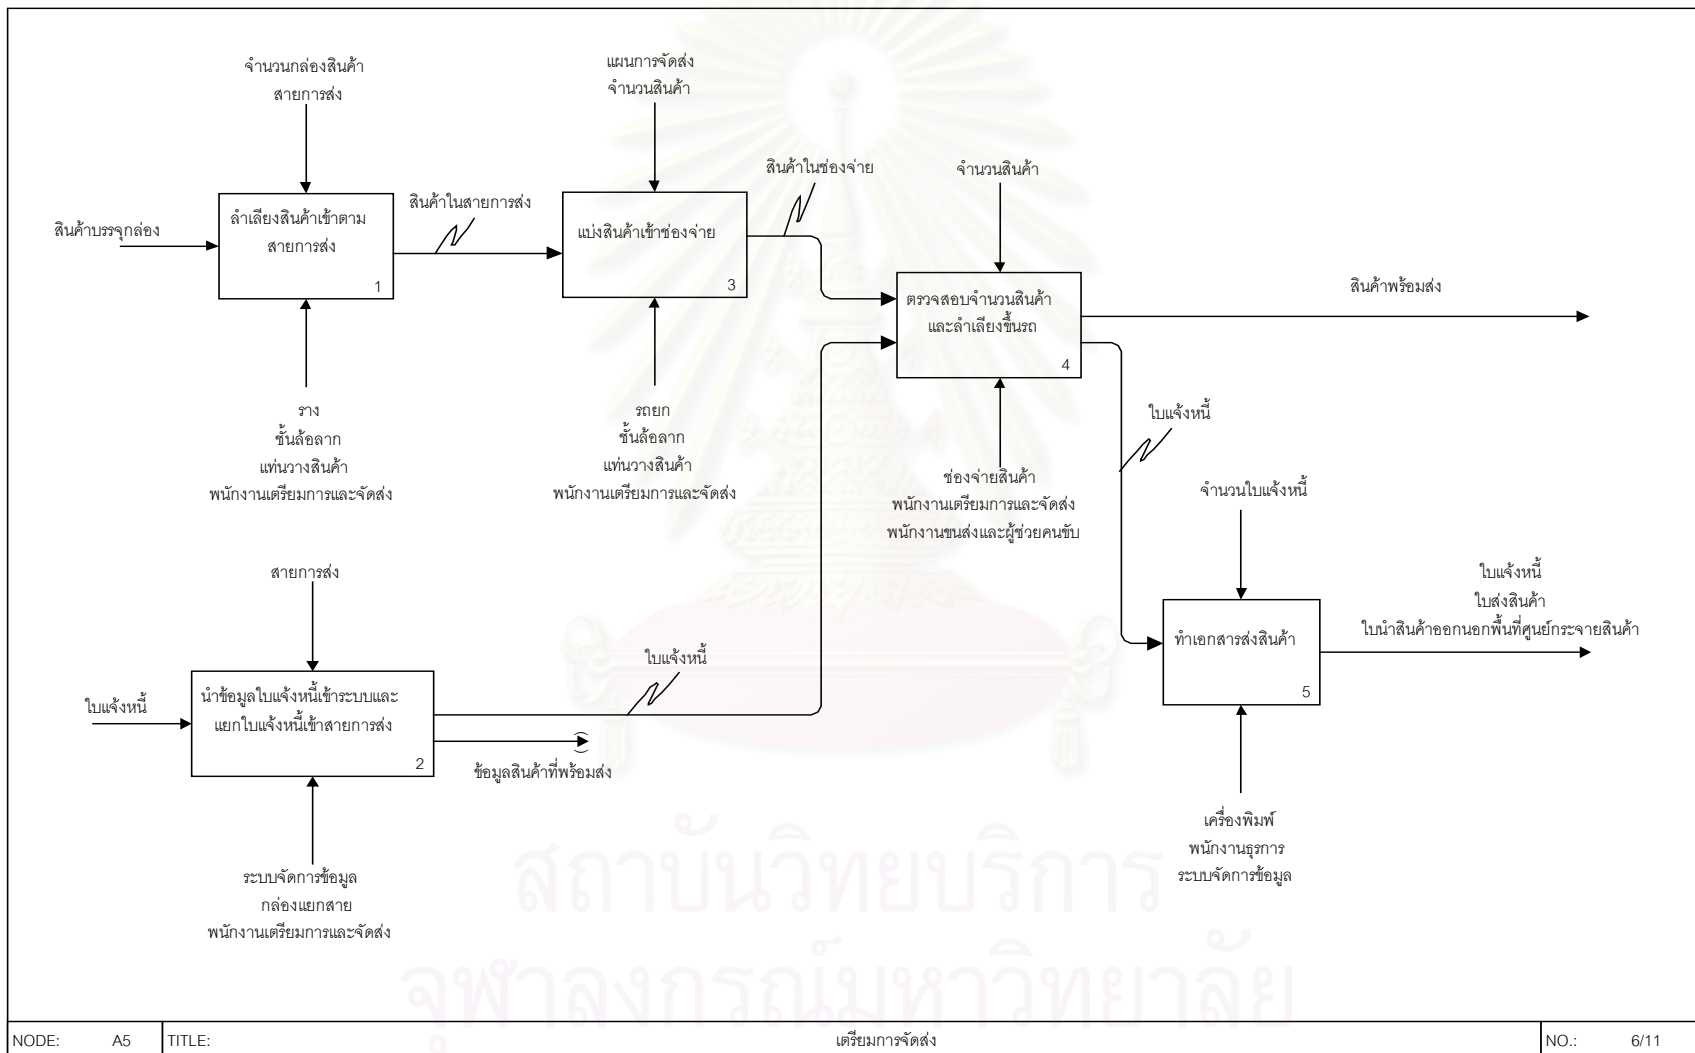 จำนวนกล่องสินค้า
สายการส่ง
แผนการจัดส่ง
จำนวนสินค้า
สินค้าบรรจุกล่อง
ลำเลียงสินค้าเข้าตาม
สายการส่ง
1
สินค้าในสายการส่ง
แบ่งสินค้าเข้าช่องจ่าย
3
สินค้าในช่องจ่าย
จำนวนสินค้า
ตรวจสอบจำนวนสินค้า
และลำเลียงขึ้นรถ
4
สินค้าพร้อมส่ง
ราง
ชั้นล้อลาก
แท่นวางสินค้า
พนักงานเตรียมการและจัดส่ง
รถยก
ชั้นล้อลาก
แท่นวางสินค้า
พนักงานเตรียมการและจัดส่ง
ช่องจ่ายสินค้า
พนักงานเตรียมการและจัดส่ง
พนักงานขนส่งและผู้ช่วยคนขับ
ใบแจ้งหนี้
จำนวนใบแจ้งหนี้
สายการส่ง
ใบแจ้งหนี้
นำข้อมูลใบแจ้งหนี้เข้าระบบและ
แยกใบแจ้งหนี้เข้าสายการส่ง
2
ใบแจ้งหนี้
ข้อมูลสินค้าที่พร้อมส่ง
ทำเอกสารส่งสินค้า
5
ใบแจ้งหนี้
ใบส่งสินค้า
ใบนำสินค้าออกนอกพื้นที่ศูนย์กระจายสินค้า
ระบบจัดการข้อมูล
กล่องแยกสาย
พนักงานเตรียมการและจัดส่ง
เครื่องพิมพ์
พนักงานธุรการ
ระบบจัดการข้อมูล
สถาบันวิทยบริการ
จุฬาลงกรณ์มหาวิทยาลัย
NODE: A5 TITLE: เตรียมการจัดส่ง NO.: 6/11